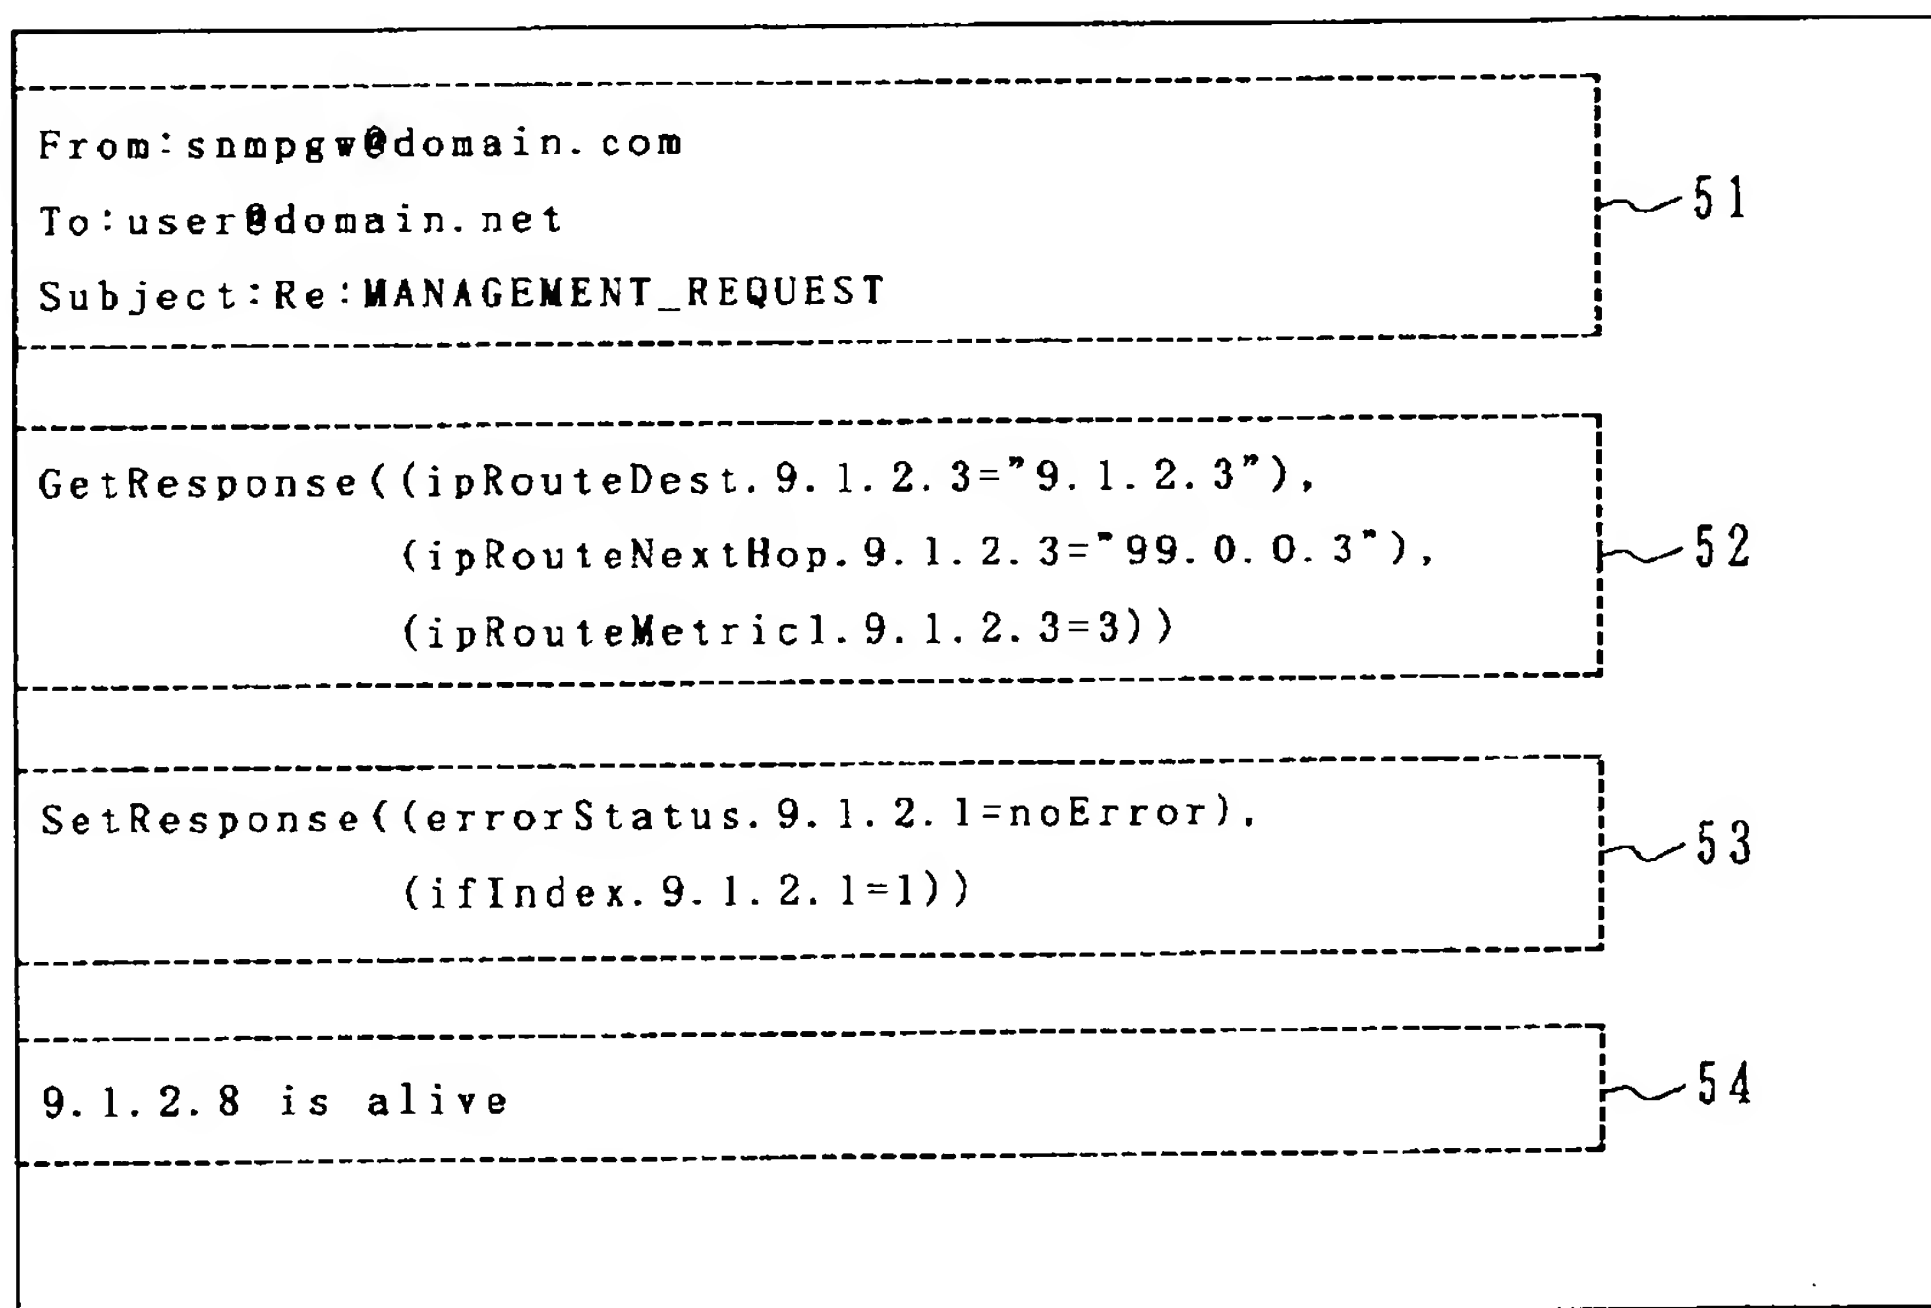 From:snmpgw@domain.com
To:user@domain.net
Subject:Re:MANAGEMENT_REQUEST
51
GetResponse((ipRouteDest.9.1.2.3="9.1.2.3"),
(ipRouteNextHop.9.1.2.3="99.0.0.3"),
(ipRouteMetric1.9.1.2.3=3))
52
SetResponse((errorStatus.9.1.2.1=noError),
(ifIndex.9.1.2.1=1))
53
9.1.2.8 is alive
54